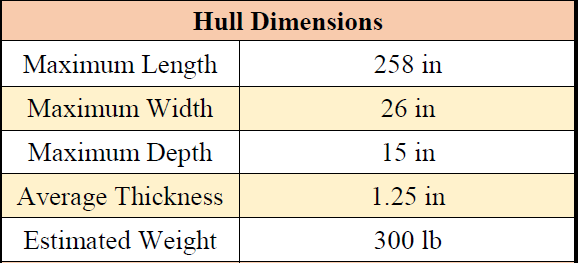 Hull Dimensions
Maximum Length 258 in
Maximum Width 26 in
Maximum Depth 15 in
Average Thickness 1.25 in
Estimated Weight 300 lb